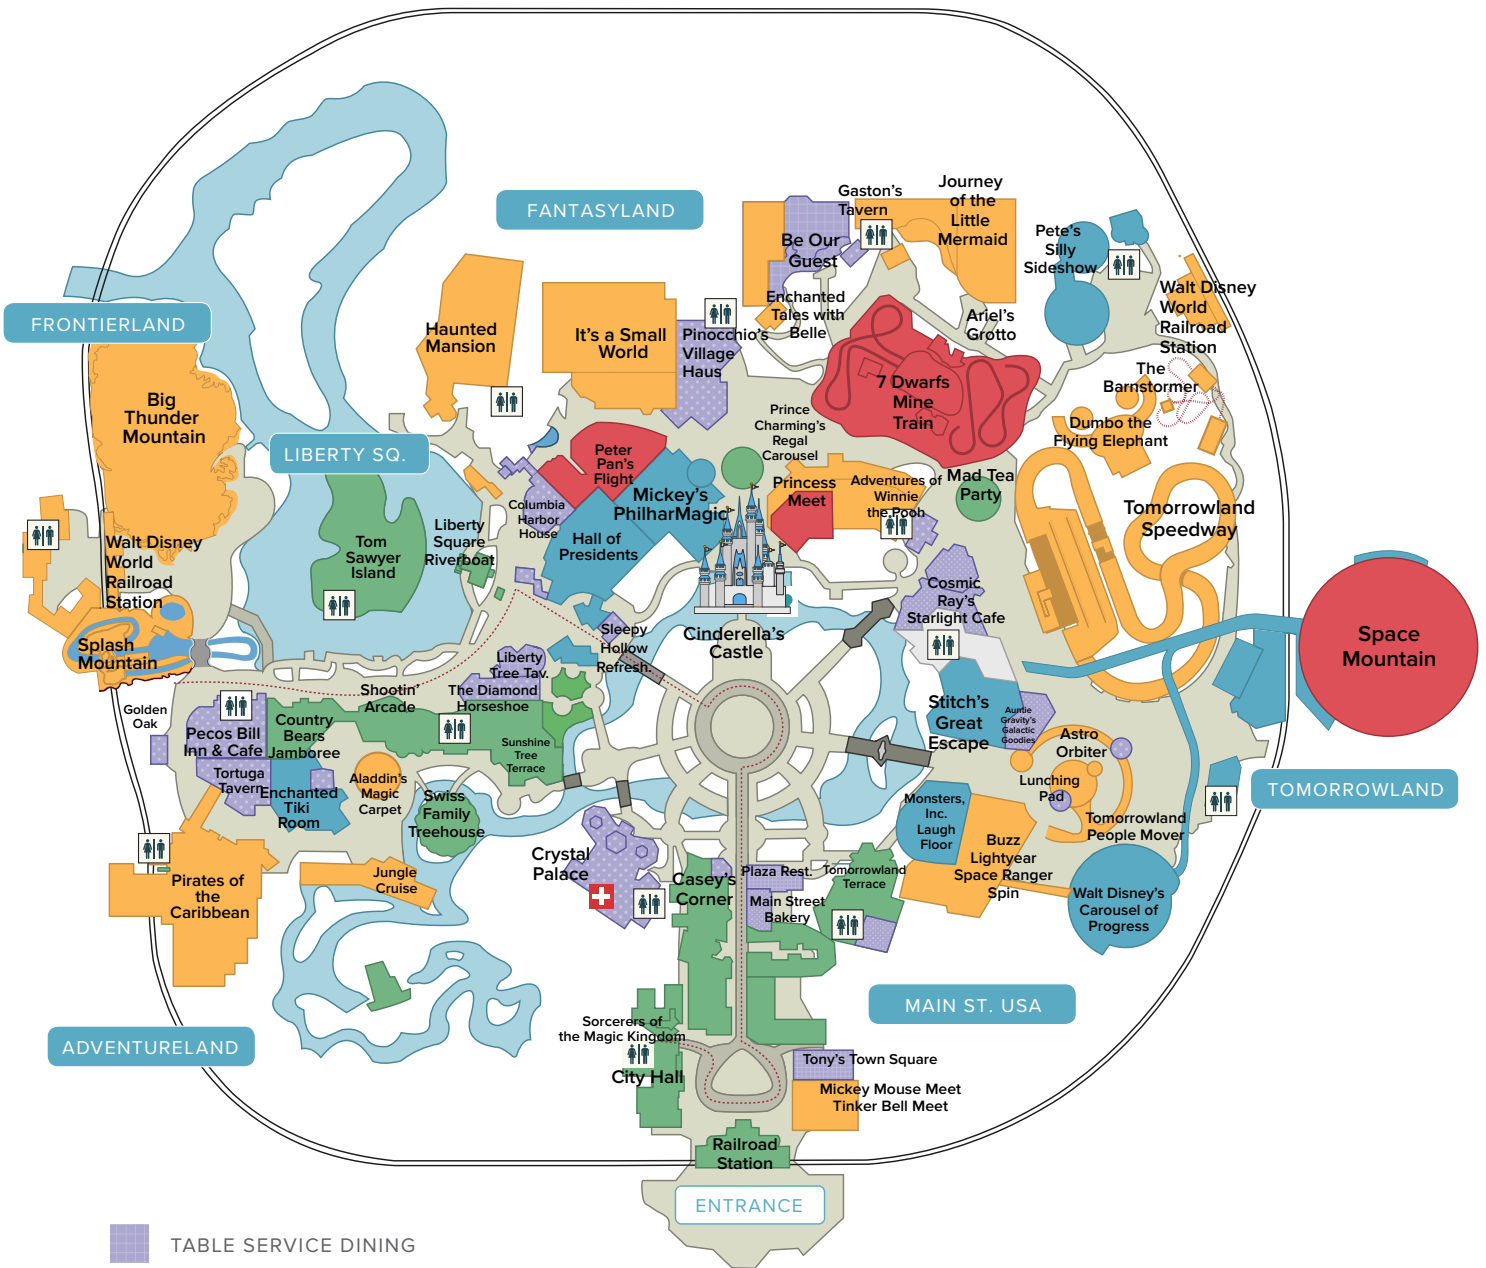 FANTASYLAND
Gaston's
Tavern
Journey
of the
Little
Mermaid
Be Our
Guest
Pete's
Silly
Sideshow
Enchanted
Tales with
Belle
Ariel's
Grotto
Walt Disney
World
Railroad
Station
FRONTIERLAND
Haunted
Mansion
It's a Small
World
Pinocchio's
Village
Haus
The
Barnstormer
7 Dwarfs
Mine
Train
Big
Thunder
Mountain
Prince
Charming's
Regal
Carousel
Dumbo the
Flying Elephant
LIBERTY SQ.
Peter
Pan's
Flight
Mickey's
PhilharMagic
Princess
Meet
Adventures of
Winnie
the Pooh
Mad Tea
Party
Tomorrowland
Speedway
Columbia
Harbor
House
Hall of
Presidents
Liberty
Square
Riverboat
Tom
Sawyer
Island
Walt Disney
World
Railroad
Station
Cosmic
Ray's
Starlight Cafe
Splash
Mountain
Sleepy
Hollow
Refresh.
Cinderella's
Castle
Space
Mountain
Liberty
Tree Tav.
The Diamond
Horseshoe
Shootin'
Arcade
Golden
Oak
Pecos Bill
Inn & Cafe
Country
Bears
Jamboree
Sunshine
Tree
Terrace
Stitch's
Great
Escape
Auntie
Gravity's
Galactic
Goodies
Astro
Orbiter
Tortuga
Tavern
Enchanted
Tiki
Room
Aladdin's
Magic
Carpet
Swiss
Family
Treehouse
Lunching
Pad
TOMORROWLAND
Monsters,
Inc.
Laugh
Floor
Tomorrowland
People Mover
Buzz
Lightyear
Space Ranger
Spin
Crystal
Palace
Casey's
Corner
Plaza Rest.
Main Street
Bakery
Tomorrowland
Terrace
Pirates of
the
Caribbean
Jungle
Cruise
Walt Disney's
Carousel of
Progress
MAIN ST. USA
ADVENTURELAND
Sorcerers of
the Magic Kingdom
City Hall
Tony's Town Square
Mickey Mouse Meet
Tinker Bell Meet
Railroad
Station
ENTRANCE
TABLE SERVICE DINING